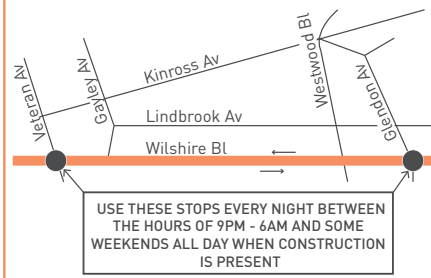 Westwood Bl
Kinross Av
Veteran Av
Gayley Av
Glendon Av
Lindbrook Av
Wilshire Bl
USE THESE STOPS EVERY NIGHT BETWEEN
THE HOURS OF 9PM - 6AM AND SOME
WEEKENDS ALL DAY WHEN CONSTRUCTION
IS PRESENT